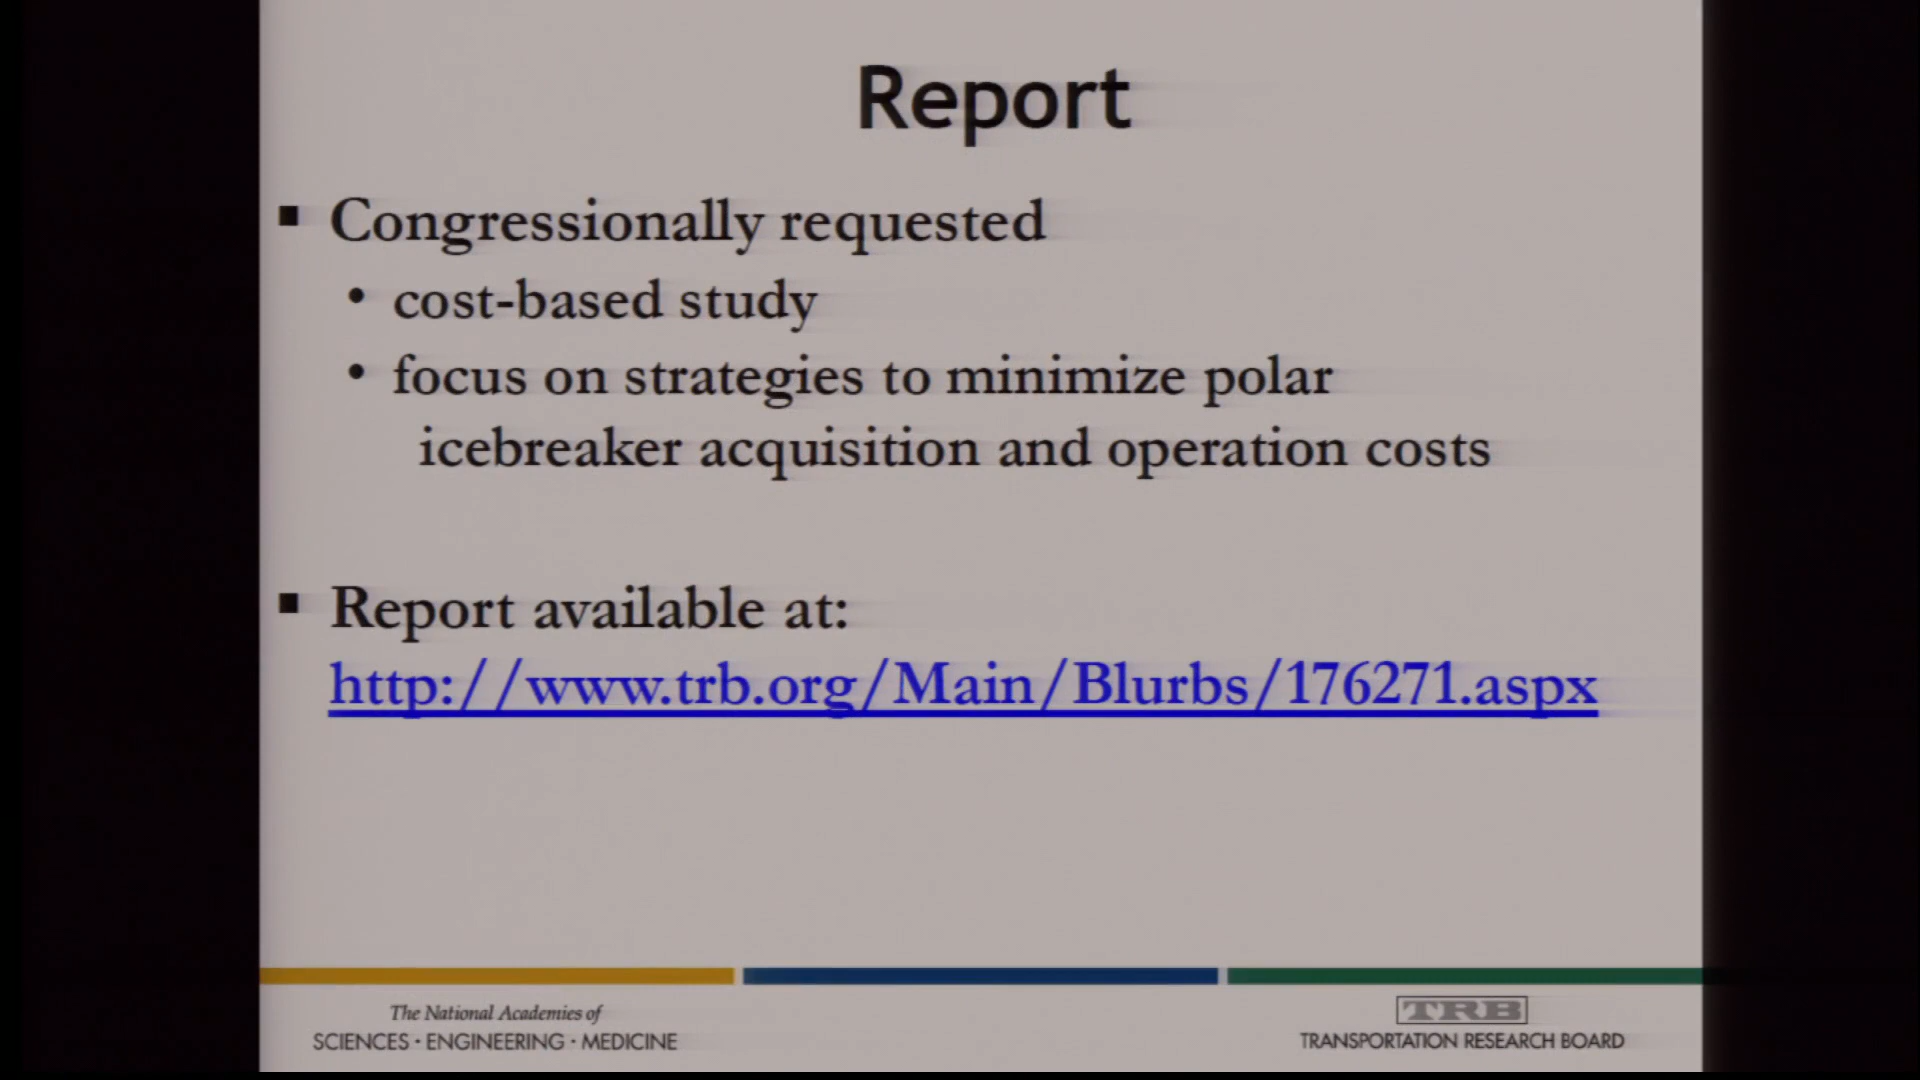 Report
▪ Congressionally requested
• cost-based study
• focus on strategies to minimize polar
icebreaker acquisition and operation costs
▪ Report available at:
http://www.trb.org/Main/Blurbs/176271.aspx
The National Academies of
SCIENCES · ENGINEERING · MEDICINE
TRB
TRANSPORTATION RESEARCH BOARD